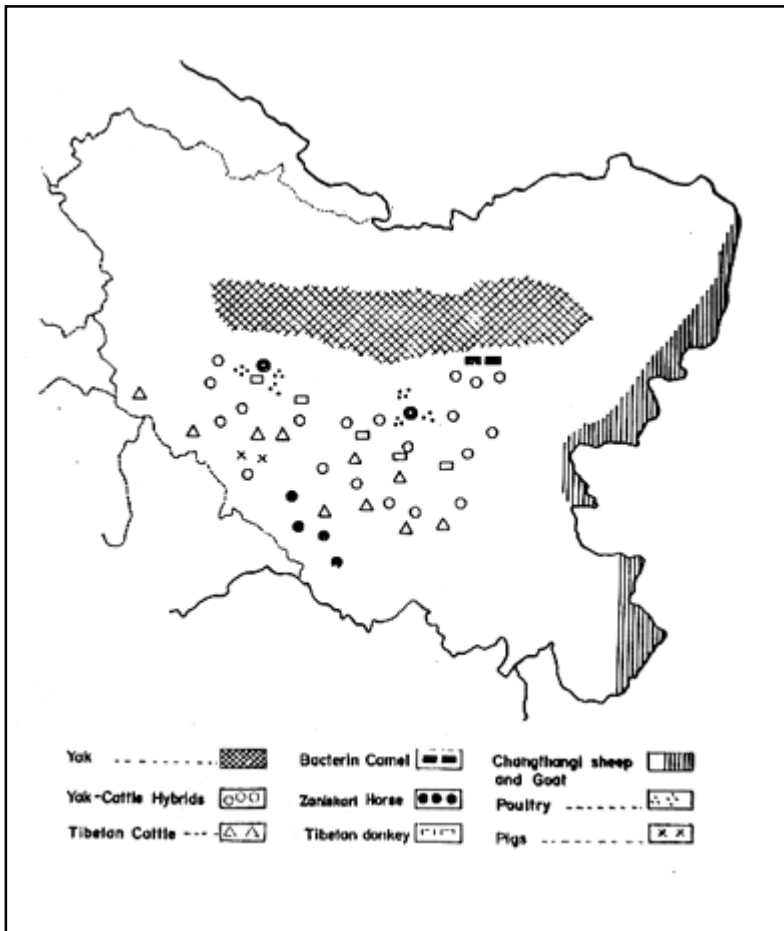 Yak
Yak-Cattle Hybrids
Tibetan Cattle
Bacterin Camel
Zaniskari Horse
Tibetan donkey
Changthangi sheep
and Goat
Poultry
Pigs